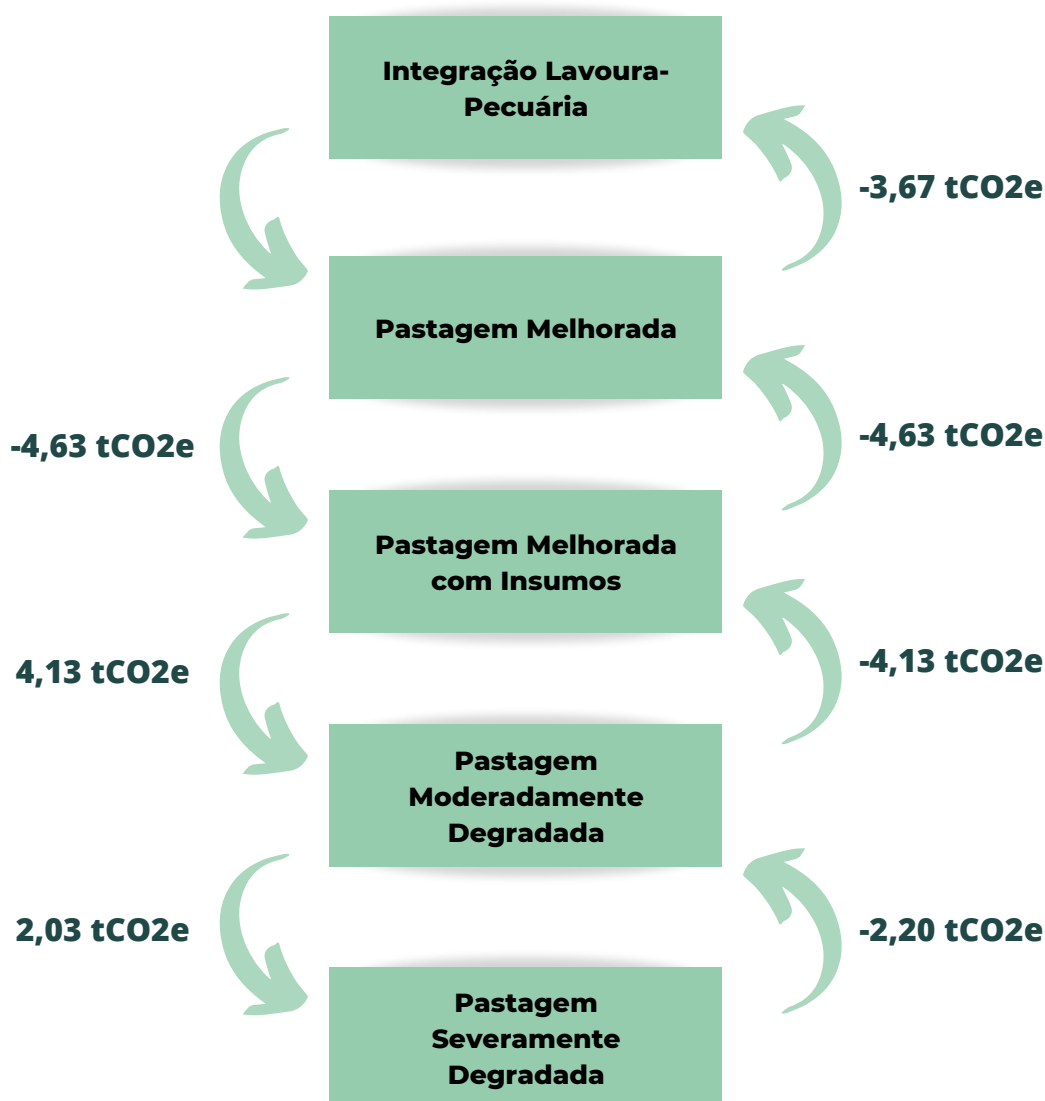 Integração Lavoura-
Pecuária
-3,67 tCO2e
Pastagem Melhorada
-4,63 tCO2e
-4,63 tCO2e
Pastagem Melhorada
com Insumos
4,13 tCO2e
-4,13 tCO2e
Pastagem
Moderadamente
Degradada
2,03 tCO2e
-2,20 tCO2e
Pastagem
Severamente
Degradada